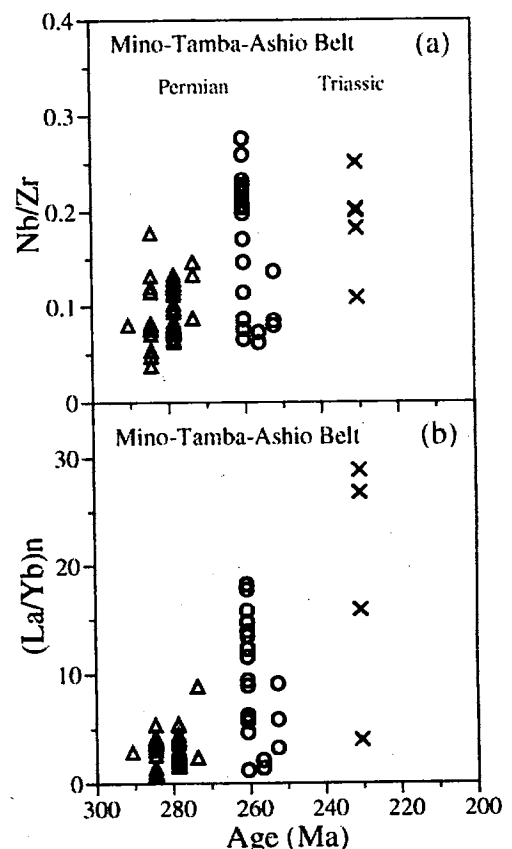 0.4
Mino-Tamba-Ashio Belt (a)
Permian Triassic
0.3
Nb/Zr
0.2
0.1
0
Mino-Tamba-Ashio Belt (b)
30
(La/Yb)n
20
10
0
300 280 260 240 220 200
Age (Ma)